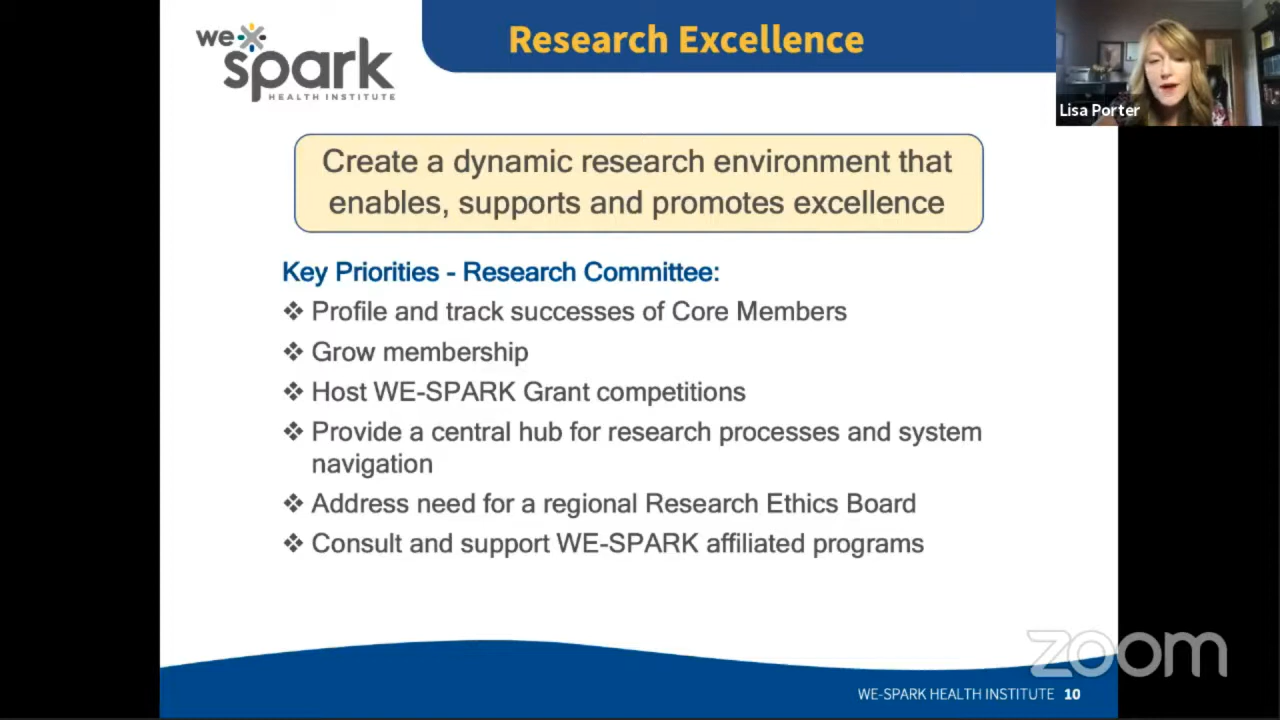 we
spark
HEALTH INSTITUTE
Research Excellence
Lisa Porter
Create a dynamic research environment that
enables, supports and promotes excellence
Key Priorities - Research Committee:
❖ Profile and track successes of Core Members
❖ Grow membership
❖ Host WE-SPARK Grant competitions
❖ Provide a central hub for research processes and system
navigation
❖ Address need for a regional Research Ethics Board
❖ Consult and support WE-SPARK affiliated programs
zoom
WE-SPARK HEALTH INSTITUTE 10